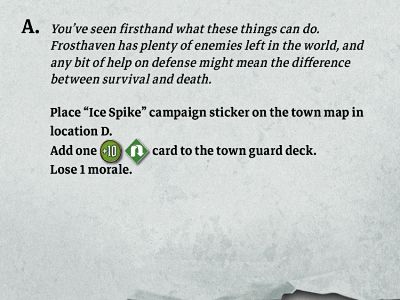 A. You've seen firsthand what these things can do.
Frosthaven has plenty of enemies left in the world, and
any bit of help on defense might mean the difference
between survival and death.
Place “Ice Spike” campaign sticker on the town map in
location D.
Add one +10 card to the town guard deck.
Lose 1 morale.